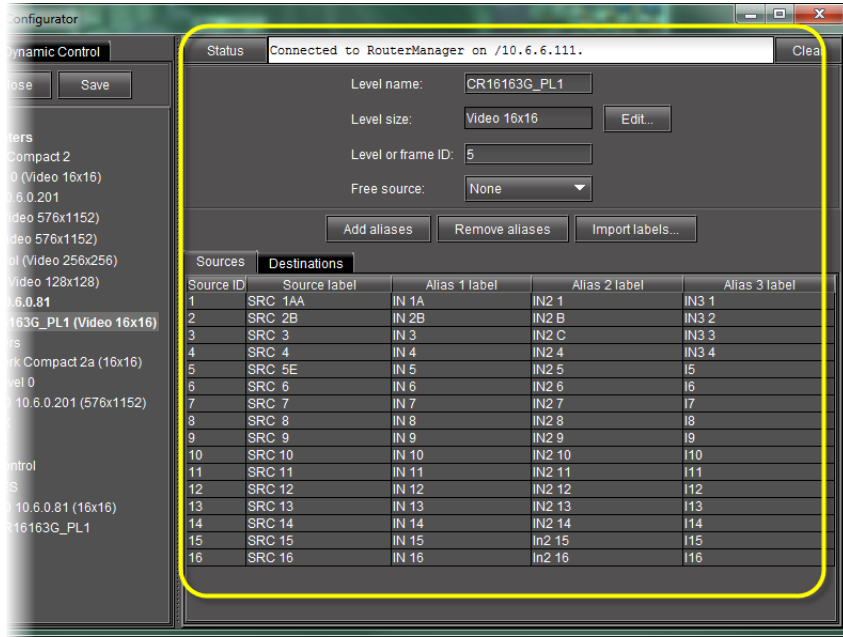 Configurator
Dynamic Control
Status Connected to RouterManager on /10.6.6.111. Clear
Save
Level name: CR16163G_PL1
Level size: Video 16x16 Edit...
Level or frame ID: 5
Free source: None
Compact 2
0 (Video 16x16)
.6.0.201
576x1152)
576x1152)
(Video 256x256)
Video 128x128)
.6.0.81
163G_PL1 (Video 16x16)
Compact 2a (16x16)
0
10.6.0.201 (576x1152)
10.6.0.81 (16x16)
R16163G_PL1
Add aliases Remove aliases Import labels...
Sources Destinations
Source ID Source label Alias 1 label Alias 2 label Alias 3 label
1 SRC 1AA IN 1A IN2 1 IN3 1
2 SRC 2B IN 2B IN2 B IN3 2
3 SRC 3 IN 3 IN2 C IN3 3
4 SRC 4 IN 4 IN2 4 IN3 4
5 SRC 5E IN 5 IN2 5 I5
6 SRC 6 IN 6 IN2 6 I6
7 SRC 7 IN 7 IN2 7 I7
8 SRC 8 IN 8 IN2 8 I8
9 SRC 9 IN 9 IN2 9 I9
10 SRC 10 IN 10 IN2 10 I10
11 SRC 11 IN 11 IN2 11 I11
12 SRC 12 IN 12 IN2 12 I12
13 SRC 13 IN 13 IN2 13 I13
14 SRC 14 IN 14 IN2 14 I14
15 SRC 15 IN 15 In2 15 I15
16 SRC 16 IN 16 In2 16 I16